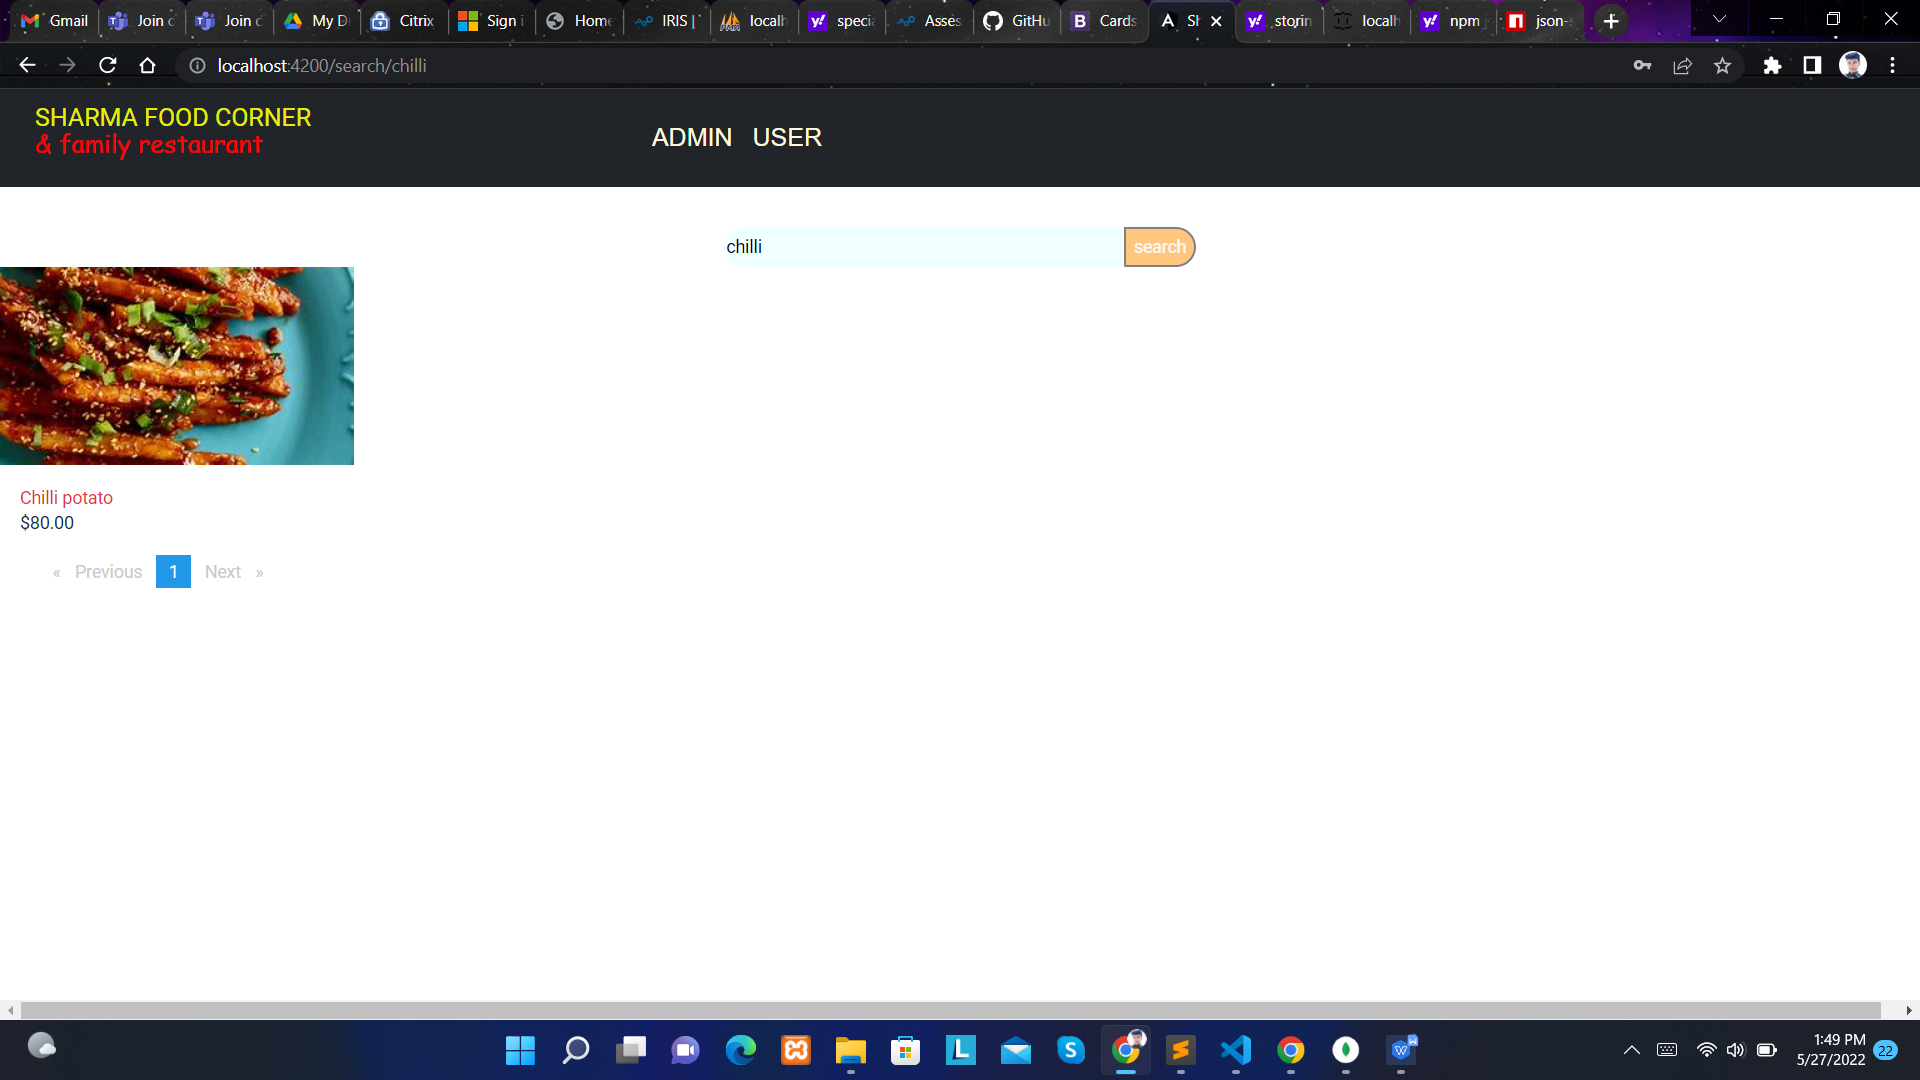 Gmail
Join
Join
My D
Citrix
Sign i
Home
IRIS |
localh
specia
Asses
GitHu
Cards
Sh
.storin
localh
npm
json-
localhost:4200/search/chilli
SHARMA FOOD CORNER
& family restaurant
ADMIN USER
chilli
search
Chilli potato
$80.00
« Previous 1 Next »
1:49 PM
5/27/2022
22